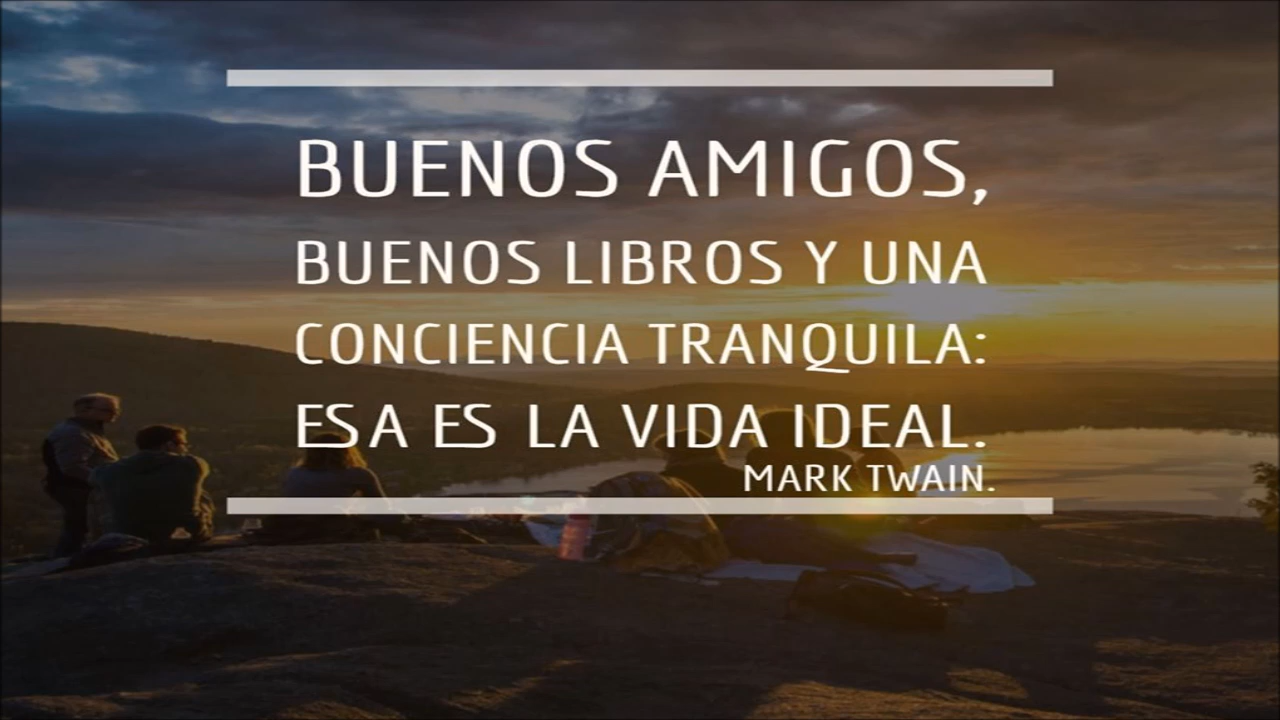 BUENOS AMIGOS,
BUENOS LIBROS Y UNA
CONCIENCIA TRANQUILA:
ESA ES LA VIDA IDEAL.
MARK TWAIN.